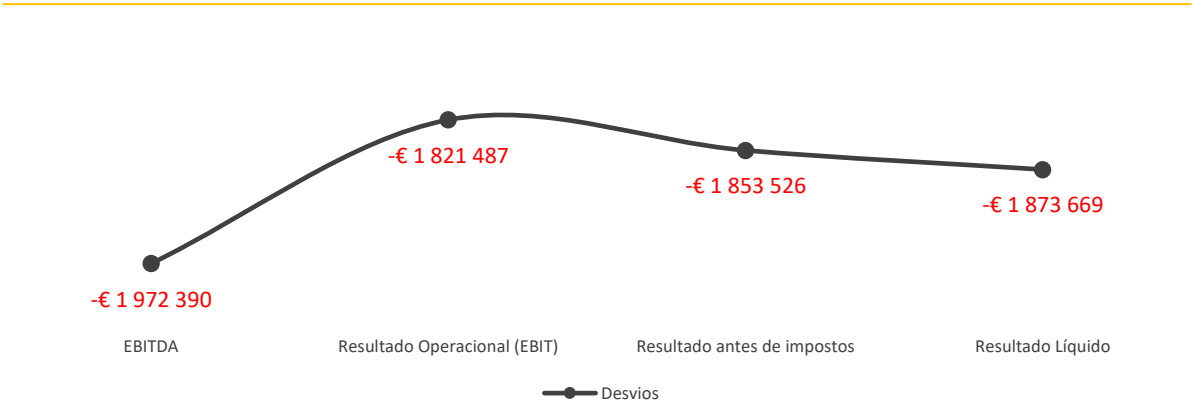 -€ 1 821 487
-€ 1 853 526
-€ 1 873 669
-€ 1 972 390
EBITDA
Resultado Operacional (EBIT)
Resultado antes de impostos
Resultado Líquido
Desvios